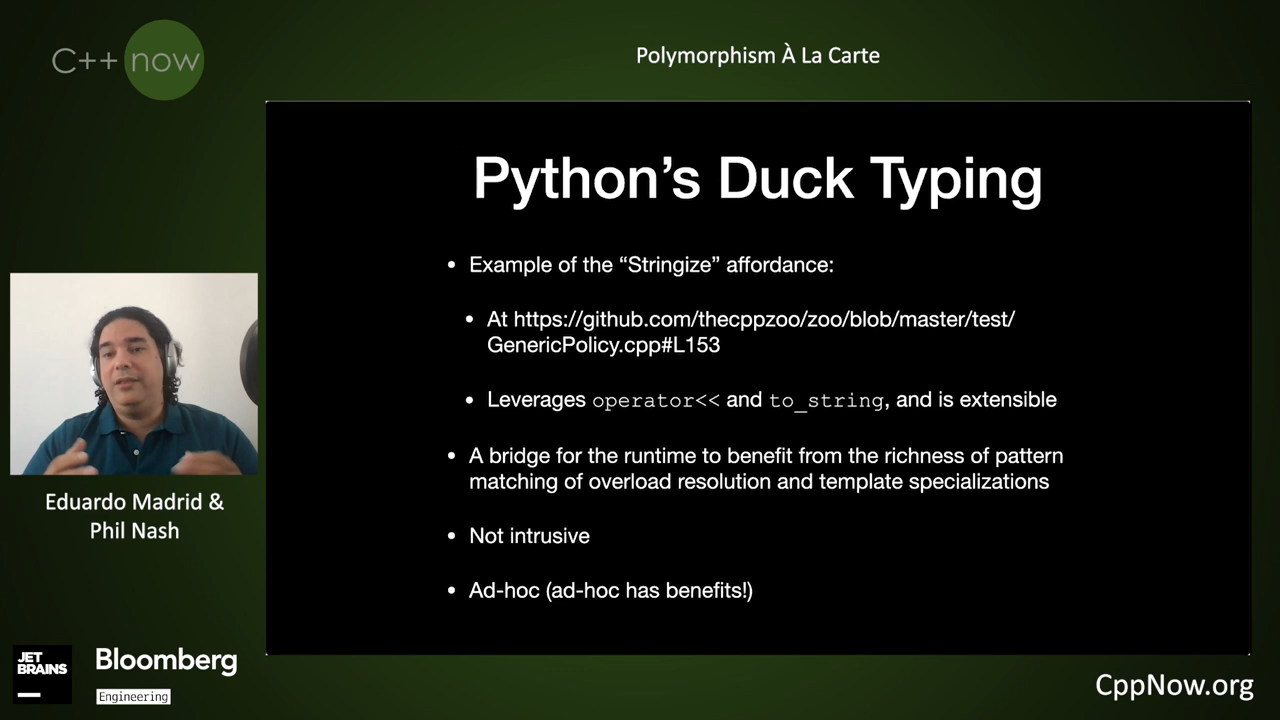 C++ now
Polymorphism À La Carte
Python’s Duck Typing
• Example of the “Stringize” affordance:
• At https://github.com/thecppzoo/zoo/blob/master/test/
GenericPolicy.cpp#L153
• Leverages operator<< and to_string, and is extensible
• A bridge for the runtime to benefit from the richness of pattern
matching of overload resolution and template specializations
• Not intrusive
• Ad-hoc (ad-hoc has benefits!)
Eduardo Madrid &
Phil Nash
JET
BRAINS
Bloomberg
Engineering
CppNow.org